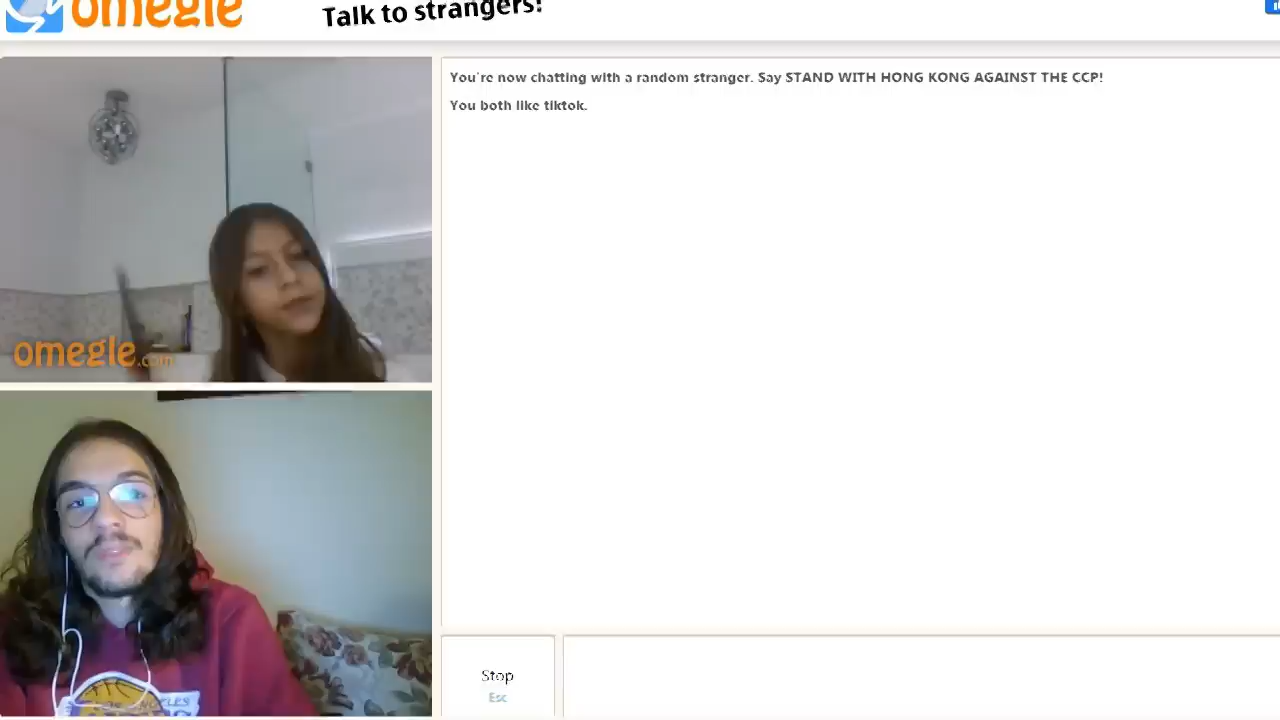 omegle
Talk to strangers!
You're now chatting with a random stranger. Say STAND WITH HONG KONG AGAINST THE CCP!
You both like tiktok.
omegle.com
Stop
Esc